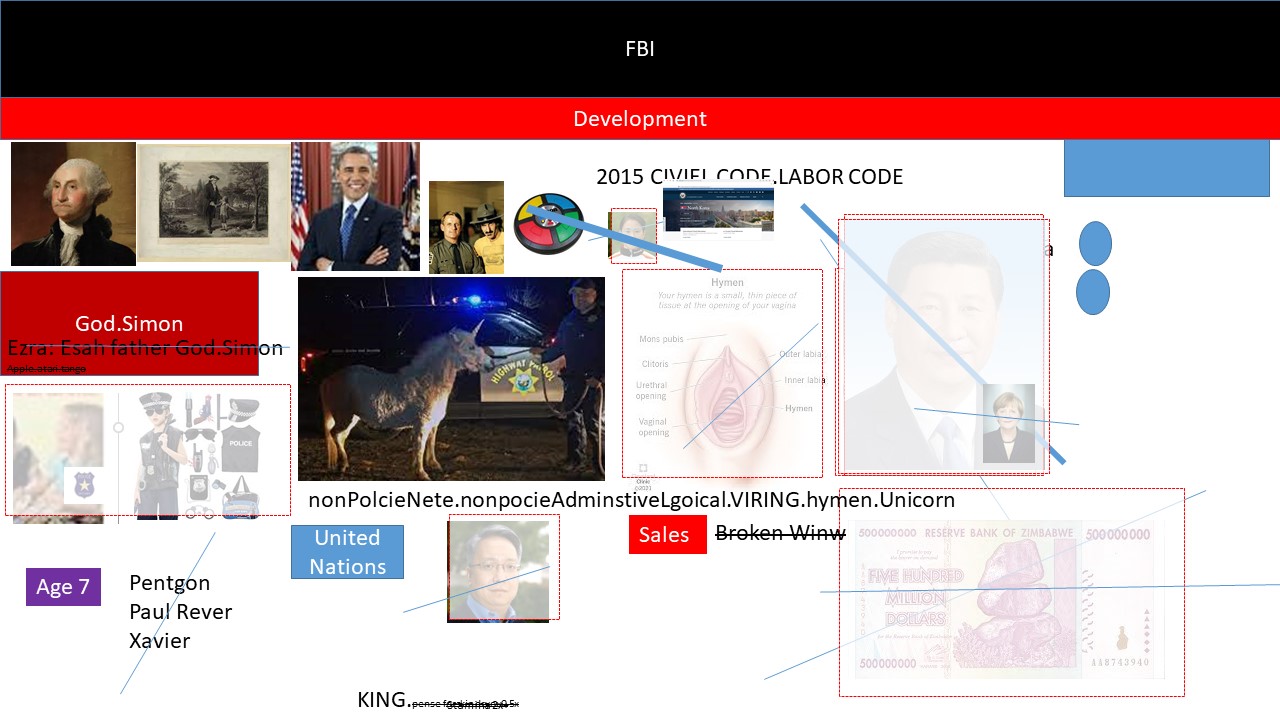 FBI
Development
2015 CIVIEL CODE.LABOR CODE
God.Simon
Ezra: Esah father God.Simon
Apple.atan.tango
HIGHWAY PATROL
Hymen
Your hymen is a small, thin piece of
tissue at the opening of your vagina
Mons pubis
Clitoris
Outer labia
Urethral
opening
Inner labia
Hymen
Vaginal
opening
a
POLICE
nonPolcieNete.nonpocieAdminstiveLgoical.VIRING.hymen.Unicorn
United
Nations
Sales
Broken Winw
Age 7
Pentgon
Paul Rever
Xavier
500000000 RESERVE BANK OF ZIMBABWE 500000000
FIVE HUNDRED
MILLION
DOLLARS
500000000
AA8743940
KING.